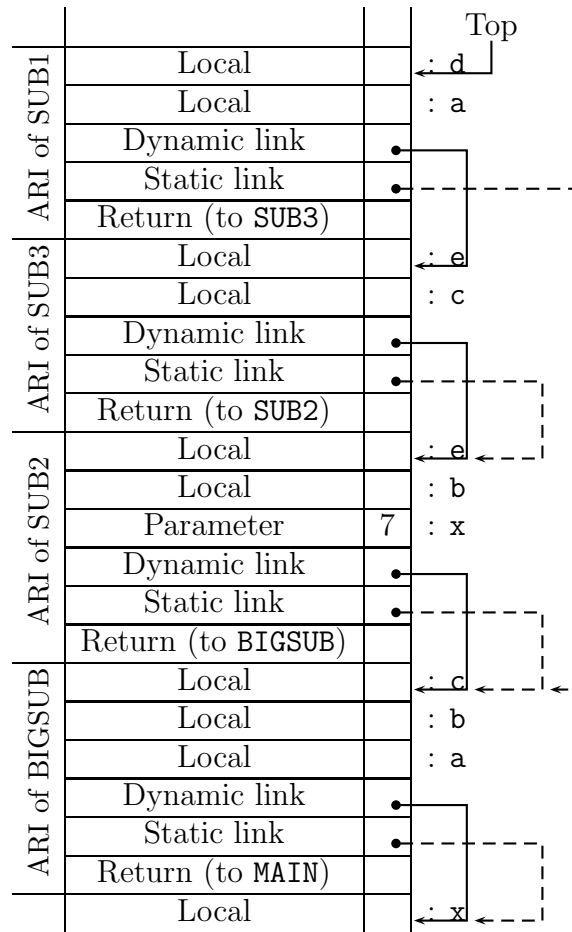 Top
ARI of SUB1
Local : d
Local : a
Dynamic link
Static link
Return (to SUB3)
ARI of SUB3
Local : e
Local : c
Dynamic link
Static link
Return (to SUB2)
ARI of SUB2
Local : e
Local : b
Parameter 7 : x
Dynamic link
Static link
Return (to BIGSUB)
ARI of BIGSUB
Local : c
Local : b
Local : a
Dynamic link
Static link
Return (to MAIN)
Local : x